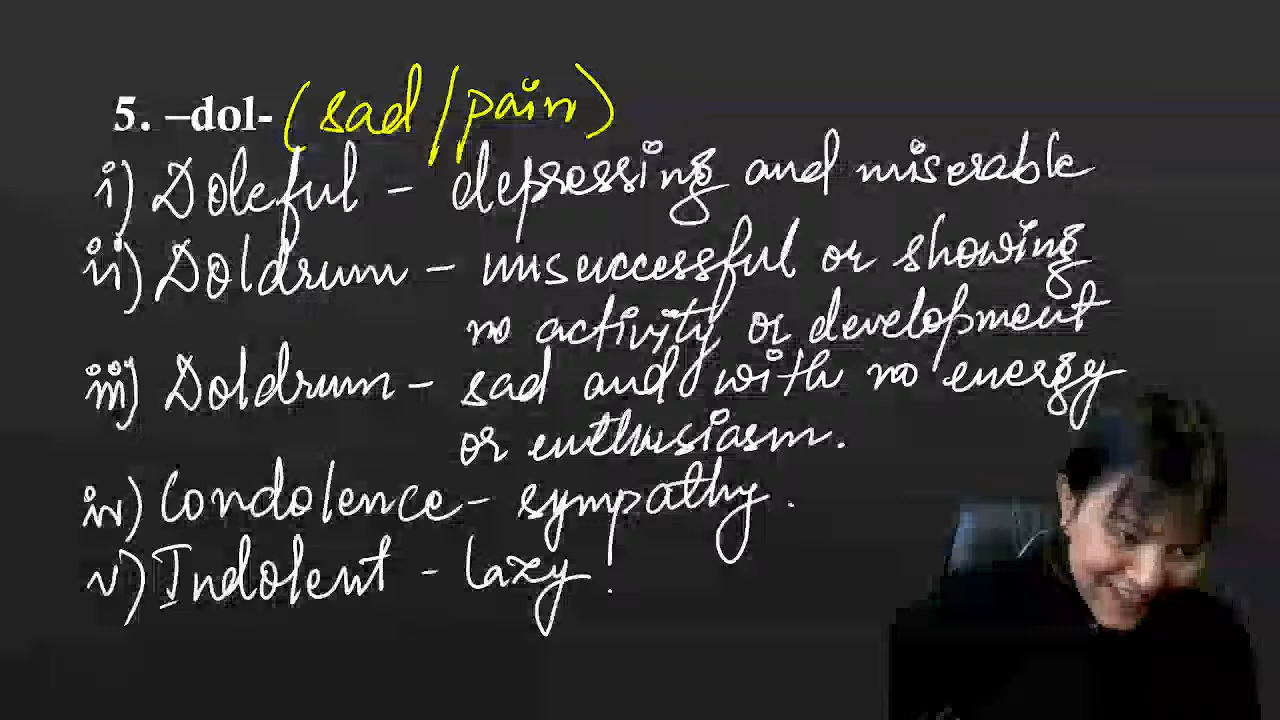 5. –dol- (sad/pain)
i) Doleful - depressing and miserable
ii) Doldrum - unsuccessful or showing
no activity or development
iii) Doldrum - sad and with no energy
or enthusiasm.
iv) Condolence - sympathy.
v) Indolent - lazy!